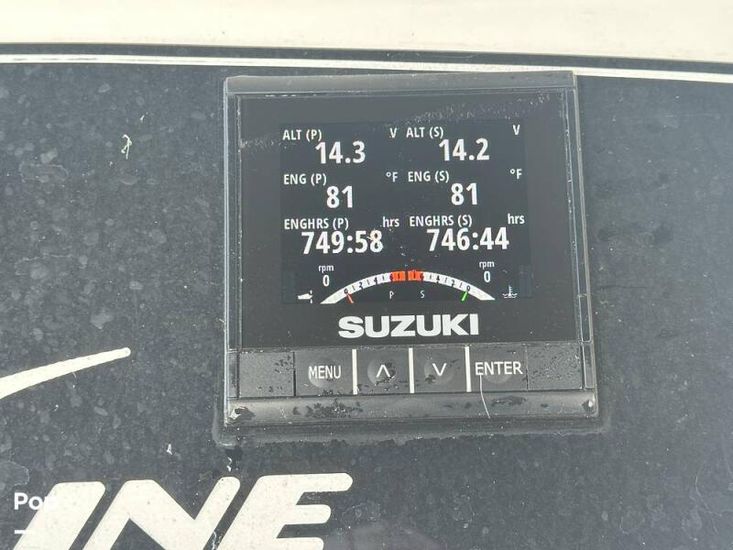 ALT (P) V ALT (S) V
14.3 14.2
ENG (P) °F ENG (S) °F
81 81
ENGHRS (P) hrs ENGHRS (S) hrs
749:58 746:44
rpm rpm
0 0
P S
SUZUKI
MENU ENTER
INE